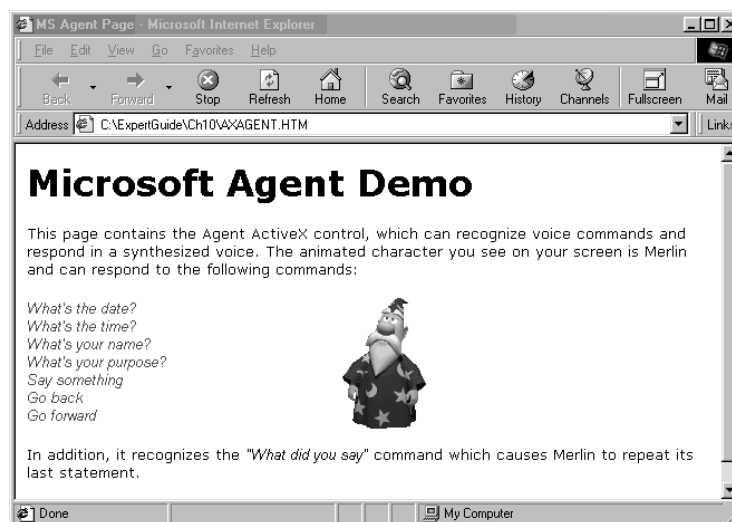 MS Agent Page - Microsoft Internet Explorer
File Edit View Go Favorites Help
Back Forward Stop Refresh Home Search Favorites History Channels Fullscreen Mail
Address C:\ExpertGuide\Ch10\AXAGENT.HTM Links
Microsoft Agent Demo
This page contains the Agent ActiveX control, which can recognize voice commands and
respond in a synthesized voice. The animated character you see on your screen is Merlin
and can respond to the following commands:
What's the date?
What's the time?
What's your name?
What's your purpose?
Say something
Go back
Go forward
In addition, it recognizes the "What did you say" command which causes Merlin to repeat its
last statement.
Done My Computer